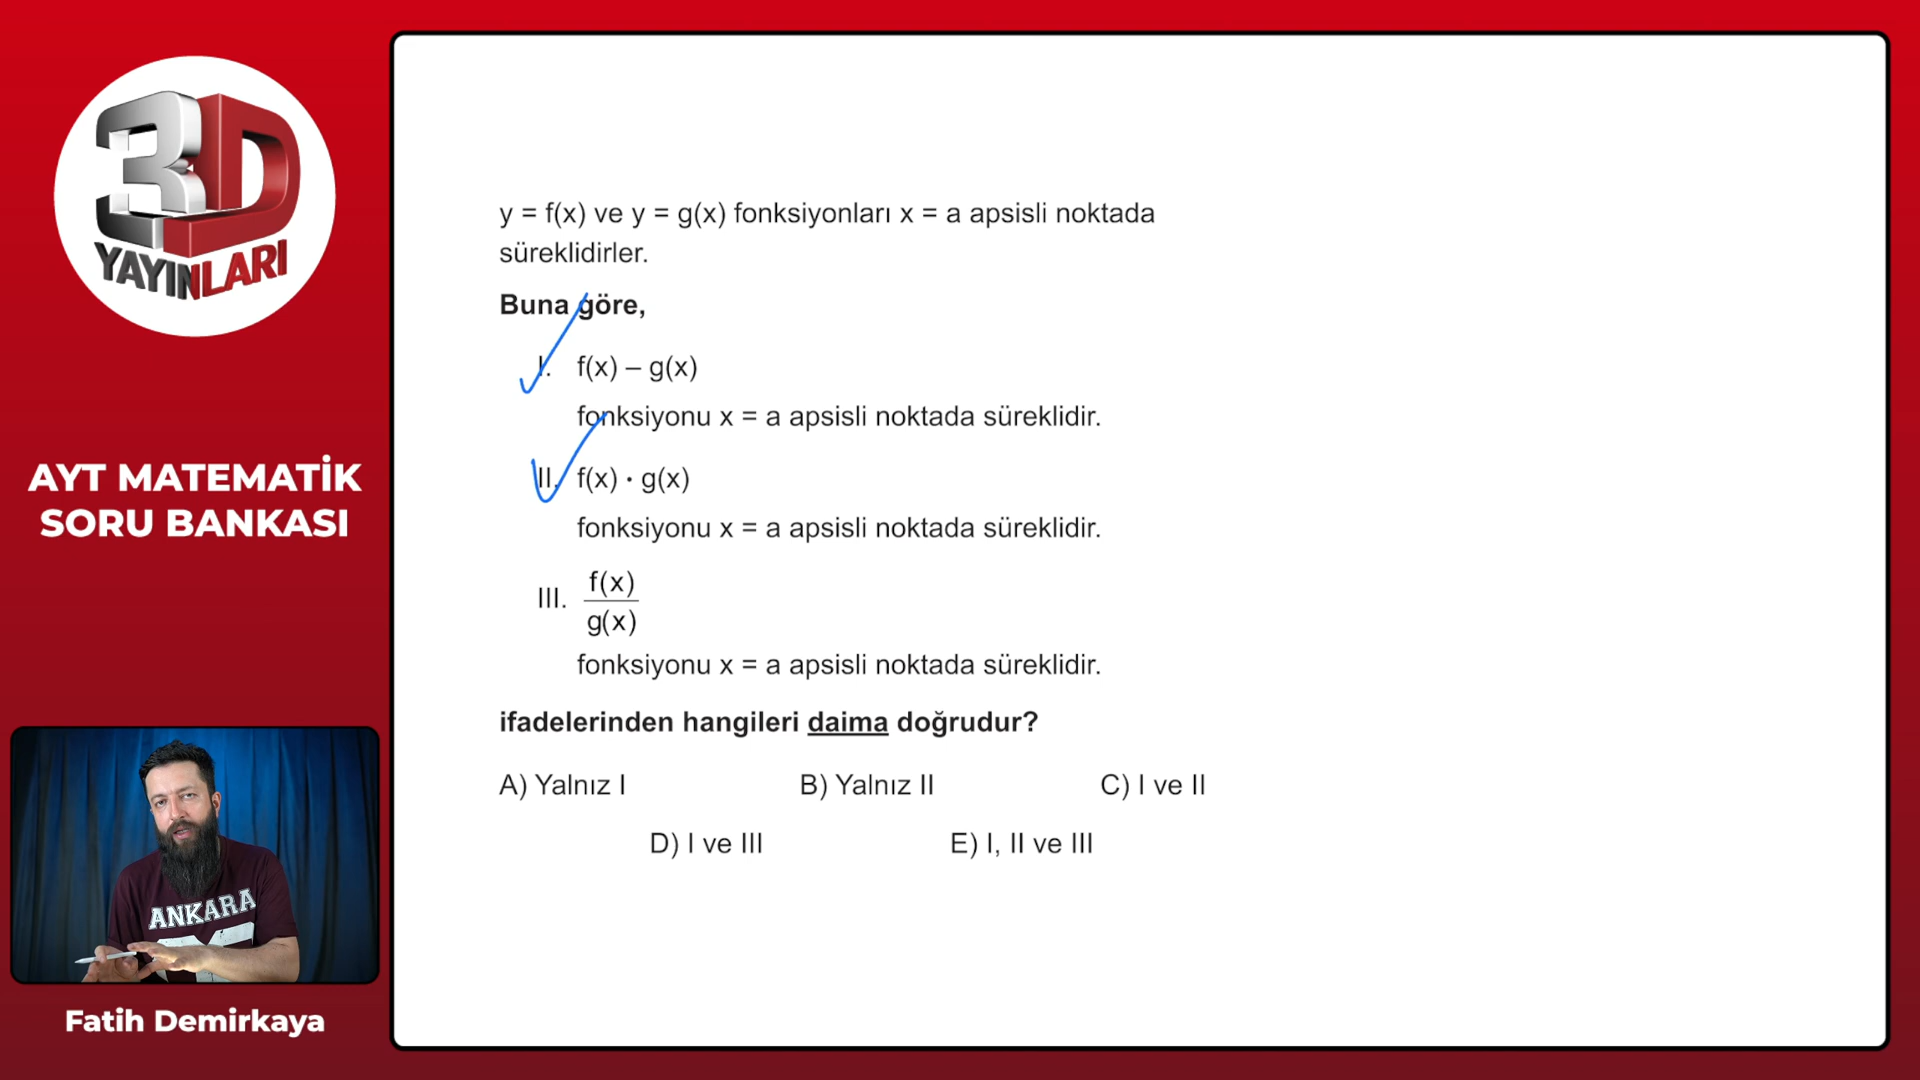 3D
YAYINLARI
AYT MATEMATİK
SORU BANKASI
ANKARA
Fatih Demirkaya
y = f(x) ve y = g(x) fonksiyonları x = a apsisli noktada
süreklidirler.
Buna göre,
I. f(x) – g(x)
fonksiyonu x = a apsisli noktada süreklidir.
II. f(x) · g(x)
fonksiyonu x = a apsisli noktada süreklidir.
III. f(x)
g(x)
fonksiyonu x = a apsisli noktada süreklidir.
ifadelerinden hangileri daima doğrudur?
A) Yalnız I B) Yalnız II C) I ve II
D) I ve III E) I, II ve III